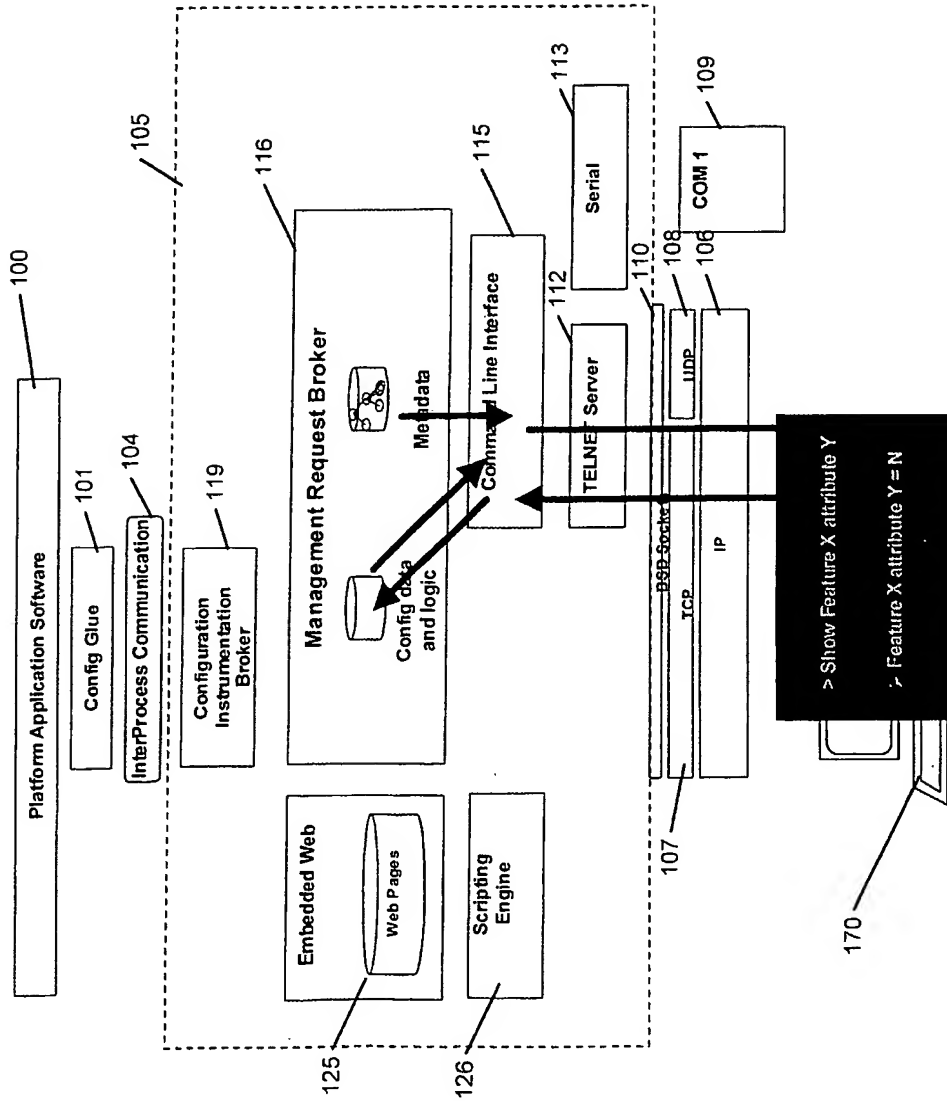 Platform Application Software
100
Config Glue
101
InterProcess Communication
104
105
Configuration
Instrumentation
Broker
119
Embedded Web
Web Pages
125
Management Request Broker
116
Config data
and logic
Metadata
Scripting
Engine
126
Command Line Interface
115
TELNET Server
112
Serial
113
BSD Socket
110
TCP
107
UDP
108
IP
106
COM 1
109
> Show Feature X attribute Y
> Feature X attribute Y = N
170